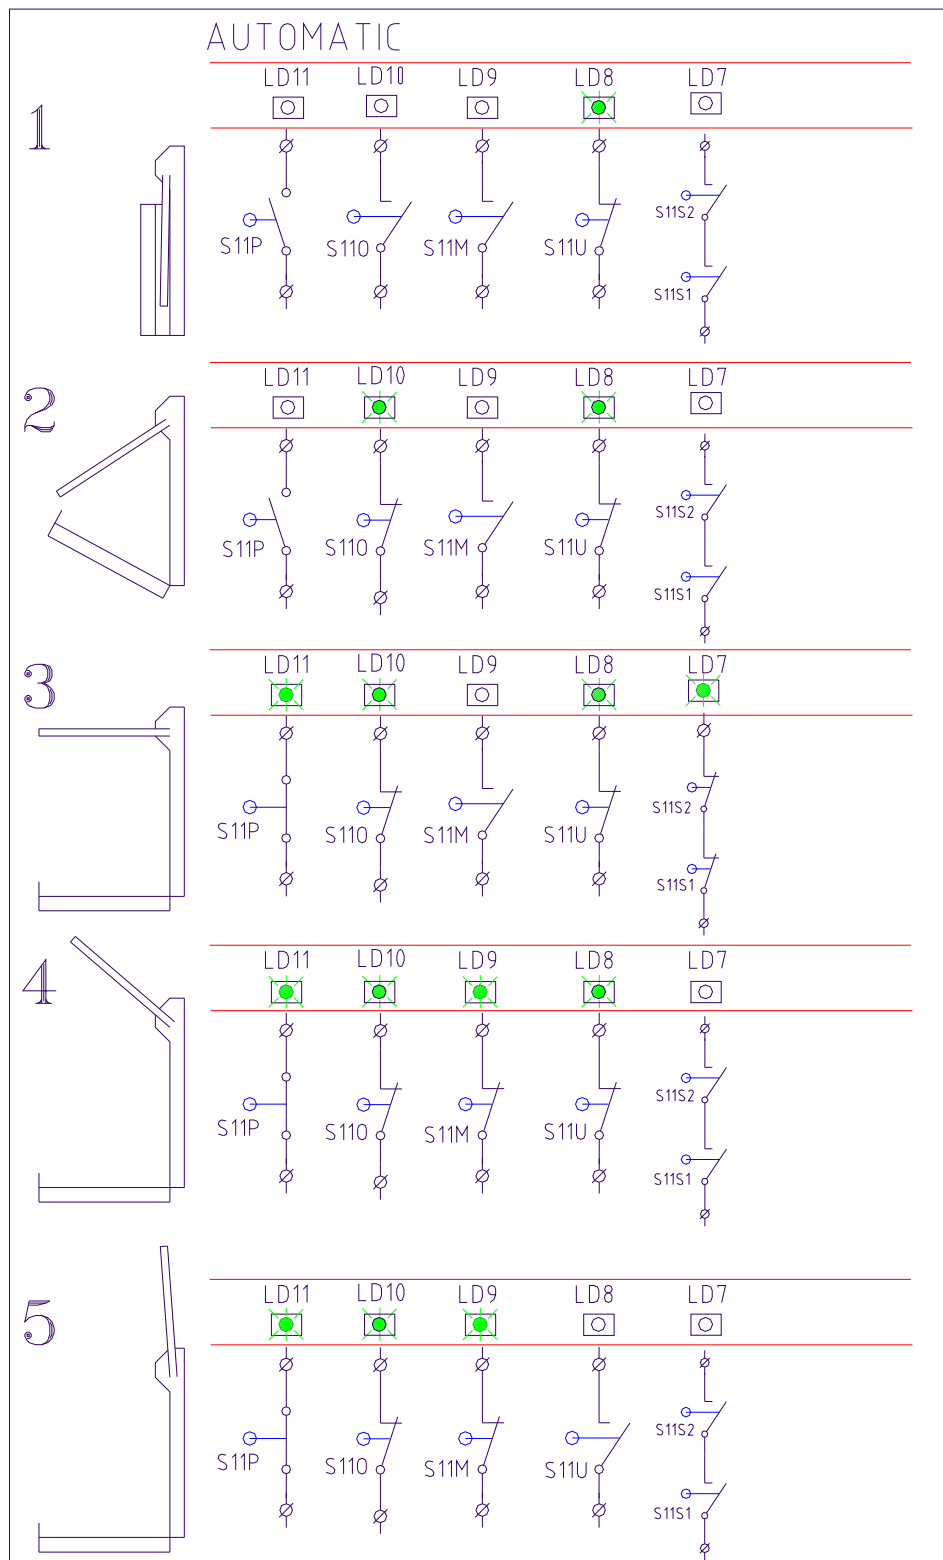 AUTOMATIC
1
LD11 LD10 LD9 LD8 LD7
S11P S110 S11M S11U S11S2
S11S1
2
LD11 LD10 LD9 LD8 LD7
S11P S110 S11M S11U S11S2
S11S1
3
LD11 LD10 LD9 LD8 LD7
S11P S110 S11M S11U S11S2
S11S1
4
LD11 LD10 LD9 LD8 LD7
S11P S110 S11M S11U S11S2
S11S1
5
LD11 LD10 LD9 LD8 LD7
S11P S110 S11M S11U S11S2
S11S1